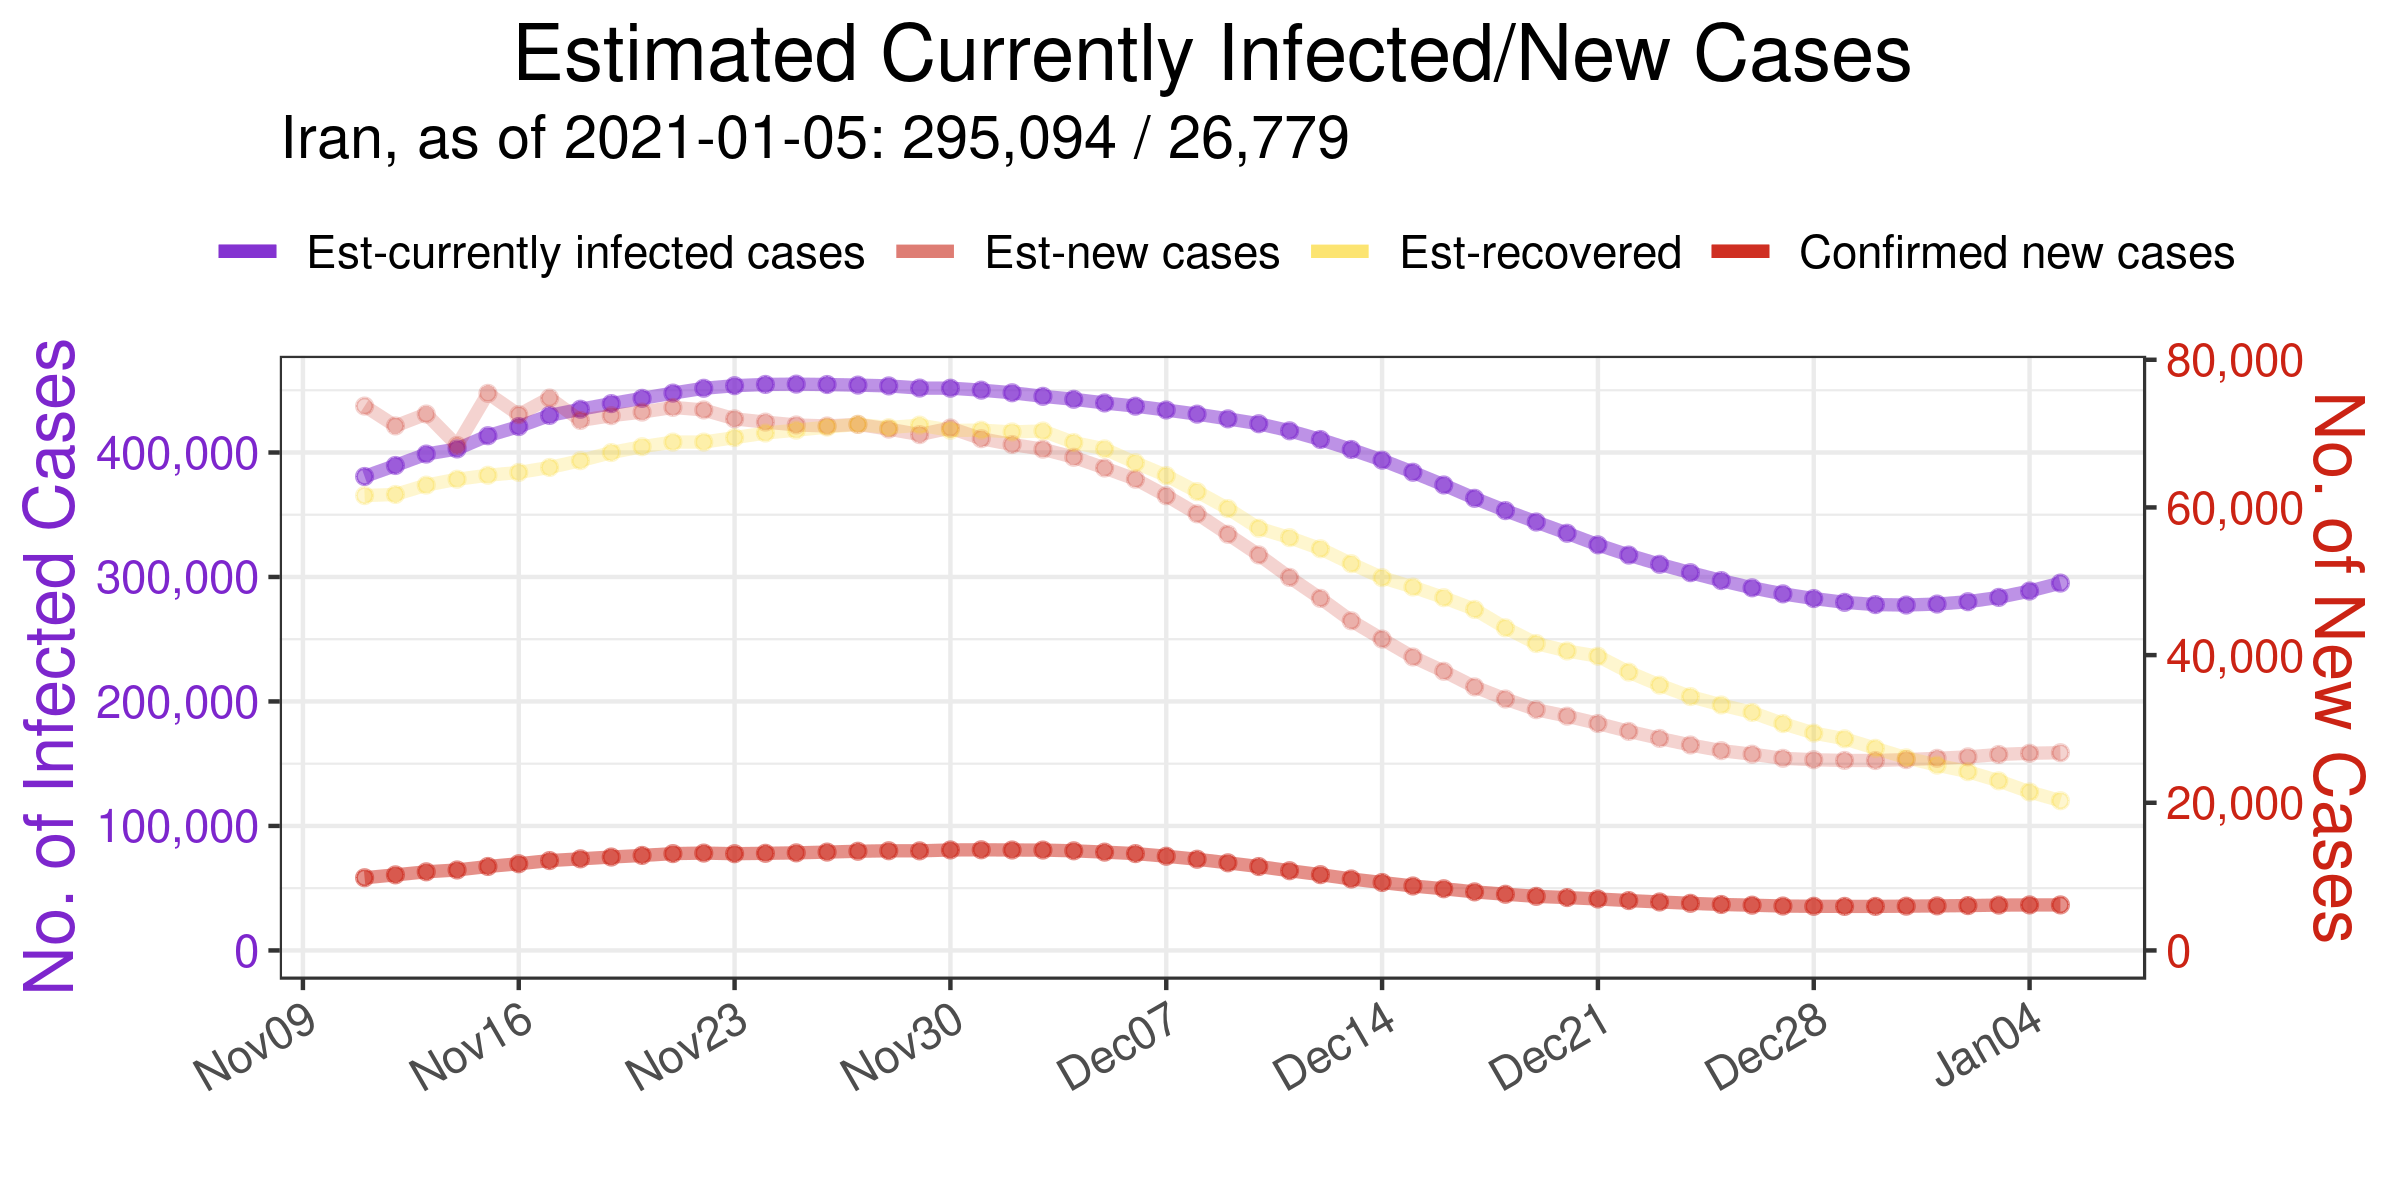 Estimated Currently Infected/New Cases
Iran, as of 2021-01-05: 295,094 / 26,779
Est-currently infected cases Est-new cases Est-recovered Confirmed new cases
No. of Infected Cases
400,000
300,000
200,000
100,000
0
80,000
60,000
40,000
20,000
0
No. of New Cases
Nov09 Nov16 Nov23 Nov30 Dec07 Dec14 Dec21 Dec28 Jan04